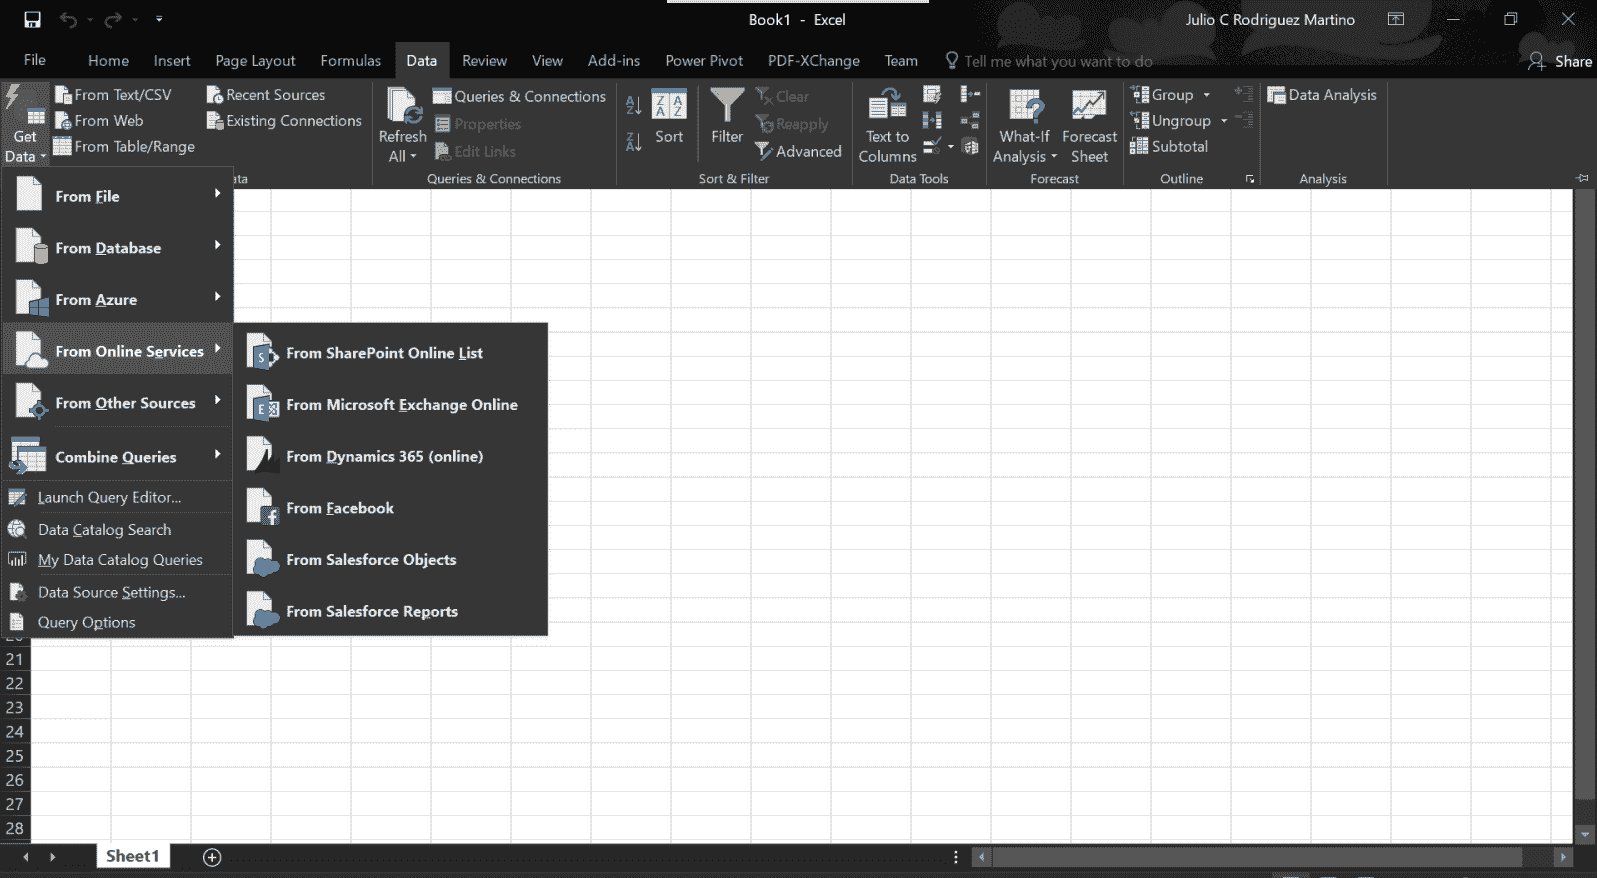 Book1 - Excel
Julio C Rodriguez Martino
File Home Insert Page Layout Formulas Data Review View Add-ins Power Pivot PDF-XChange Team Tell me what you want to do Share
Get Data
From Text/CSV
From Web
From Table/Range
Recent Sources
Existing Connections
ata
Refresh All
Queries & Connections
Properties
Edit Links
Queries & Connections
Sort
Filter
Clear
Reapply
Advanced
Sort & Filter
Text to Columns
Data Tools
What-If Analysis
Forecast Sheet
Forecast
Group
Ungroup
Subtotal
Outline
Data Analysis
Analysis
From File
From Database
From Azure
From Online Services
From Other Sources
Combine Queries
Launch Query Editor...
Data Catalog Search
My Data Catalog Queries
Data Source Settings...
Query Options
From SharePoint Online List
From Microsoft Exchange Online
From Dynamics 365 (online)
From Facebook
From Salesforce Objects
From Salesforce Reports
21
22
23
24
25
26
27
28
Sheet1